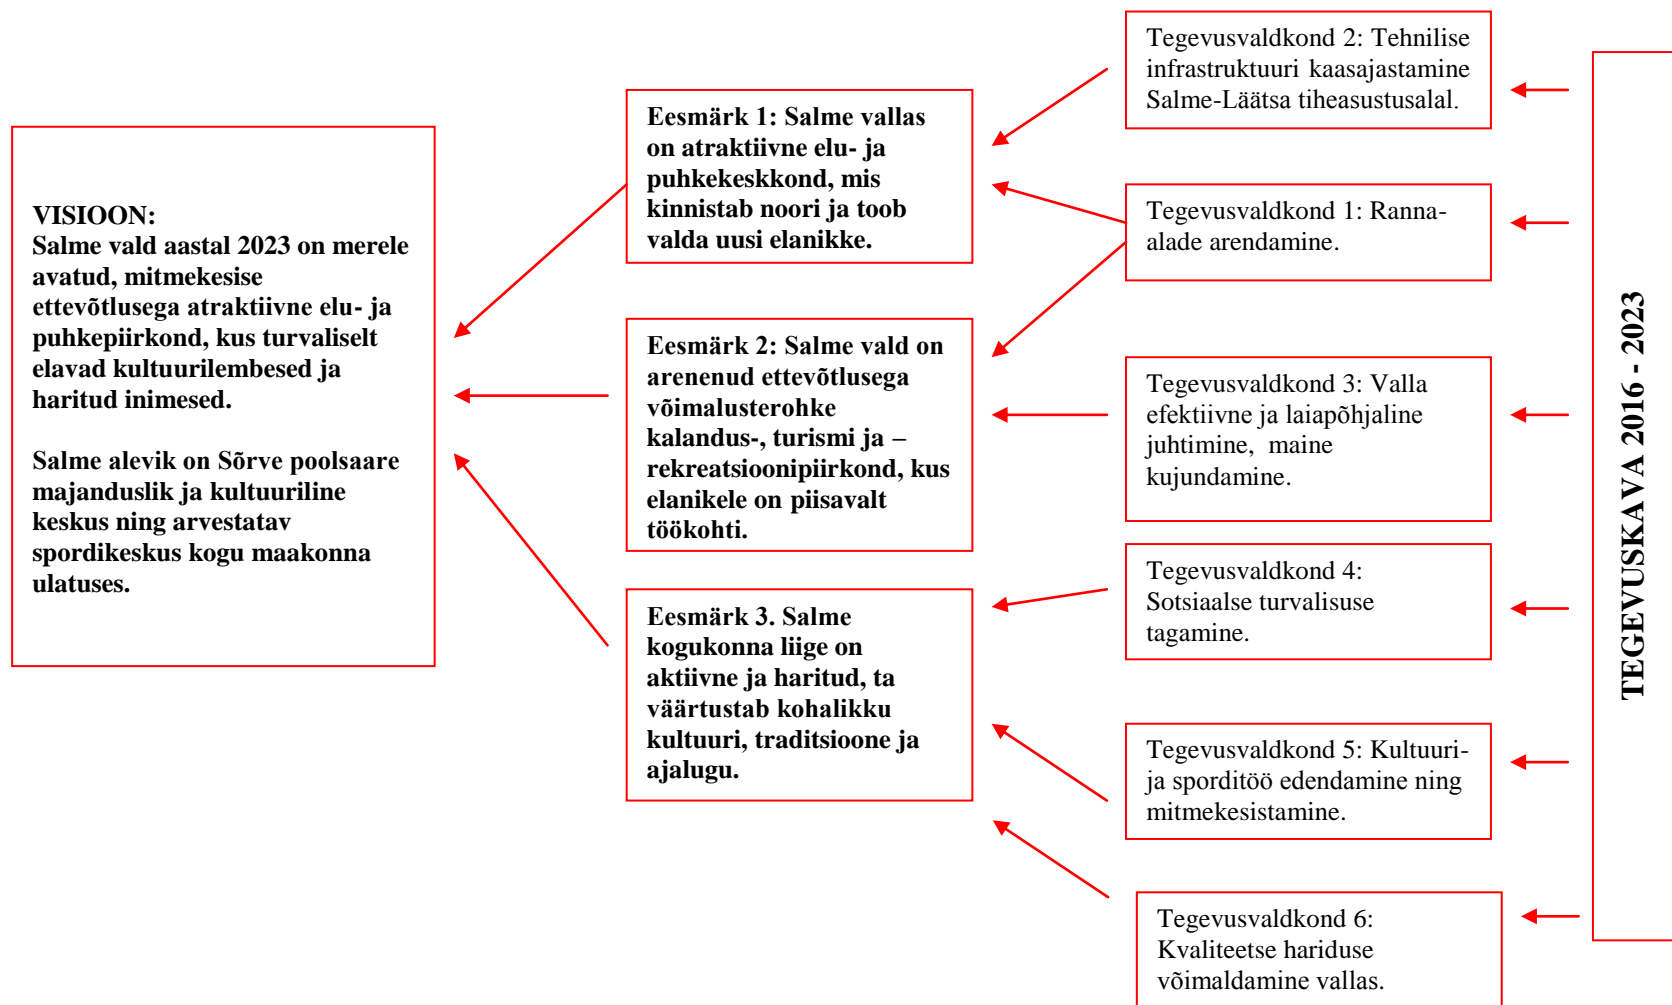 VISIOON:
Salme vald aastal 2023 on merele
avatud, mitmekesise
ettevõtlusega atraktiivne elu- ja
puhkepiirkond, kus turvaliselt
elavad kultuurilembesed ja
haritud inimesed.
Salme alevik on Sõrve poolsaare
majanduslik ja kultuuriline
keskus ning arvestatav
spordikeskus kogu maakonna
ulatuses.
Eesmärk 1: Salme vallas
on atraktiivne elu- ja
puhkekeskkond, mis
kinnistab noori ja toob
valda uusi elanikke.
Eesmärk 2: Salme vald on
arenenud ettevõtlusega
võimalusterohke
kalandus-, turismi ja –
rekreatsioonipiirkond, kus
elanikele on piisavalt
töökohti.
Eesmärk 3. Salme
kogukonna liige on
aktiivne ja haritud, ta
väärtustab kohalikku
kultuuri, traditsioone ja
ajalugu.
Tegevusvaldkond 2: Tehnilise
infrastruktuuri kaasajastamine
Salme-Läätsa tiheasustusalal.
Tegevusvaldkond 1: Ranna-
alade arendamine.
Tegevusvaldkond 3: Valla
efektiivne ja laiapõhjaline
juhtimine, maine
kujundamine.
Tegevusvaldkond 4:
Sotsiaalse turvalisuse
tagamine.
Tegevusvaldkond 5: Kultuuri-
ja sporditöö edendamine ning
mitmekesistamine.
Tegevusvaldkond 6:
Kvaliteetse hariduse
võimaldamine vallas.
TEGEVUSKAVA 2016 - 2023